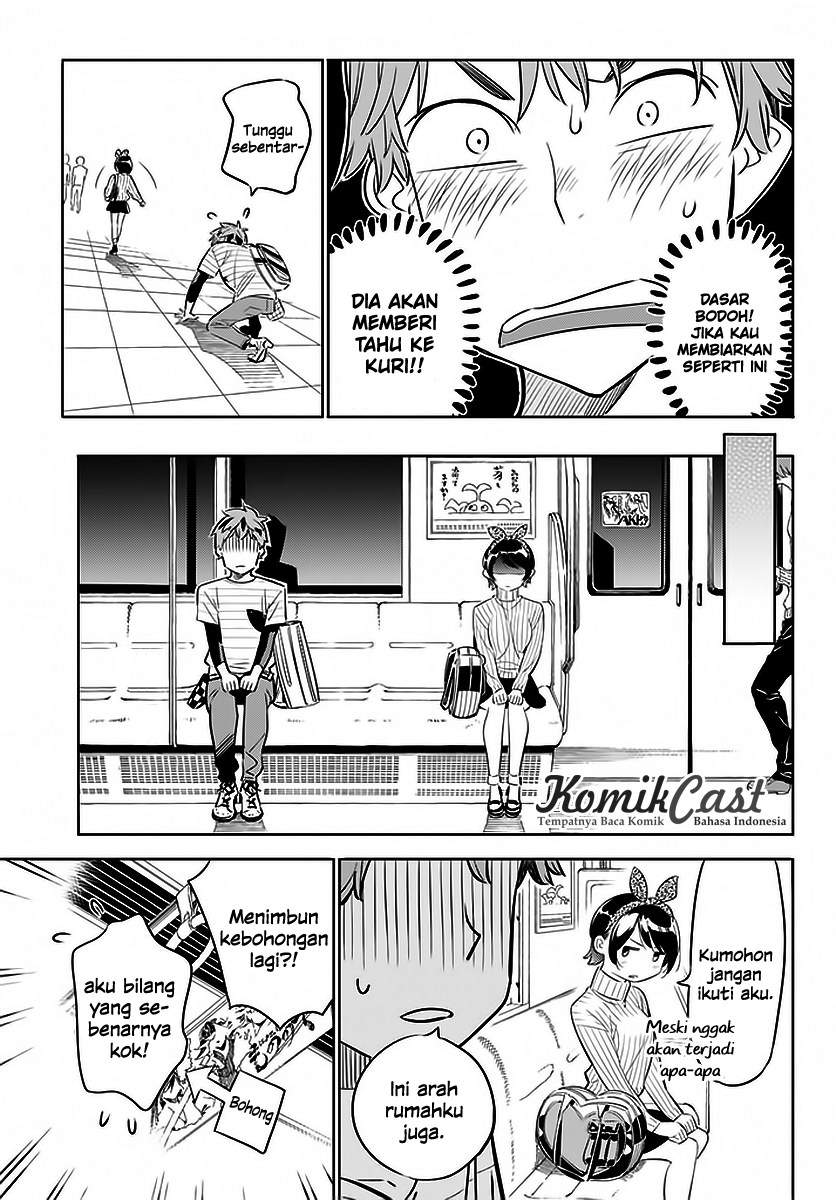 DASAR
BODOH!
JIKA KAU
MEMBIARKAN
SEPERTI INI
DIA AKAN
MEMBERI
TAHU KE
KURI!!
Tunggu
sebentar-
KomikCast
Tempatnya Baca Komik Bahasa Indonesia
Kumohon
jangan
ikuti aku.
Meski nggak
akan terjadi
apa-apa
Ini arah
rumahku
juga.
Menimbun
kebohongan
lagi?!
aku bilang
yang se-
benarnya
kok!
Bohong